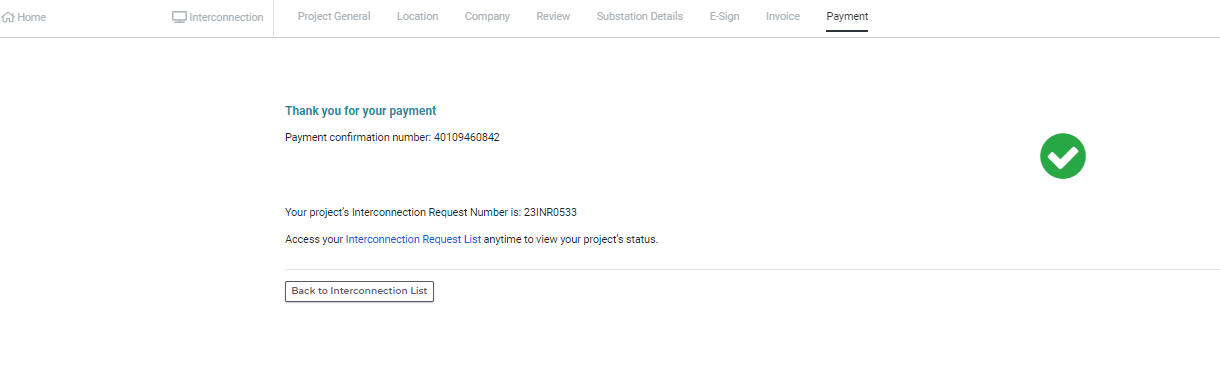 Home
Interconnection
Project General
Location
Company
Review
Substation Details
E-Sign
Invoice
Payment
Thank you for your payment
Payment confirmation number: 40109460842
Your project's Interconnection Request Number is: 23INR0533
Access your Interconnection Request List anytime to view your project's status.
Back to Interconnection List